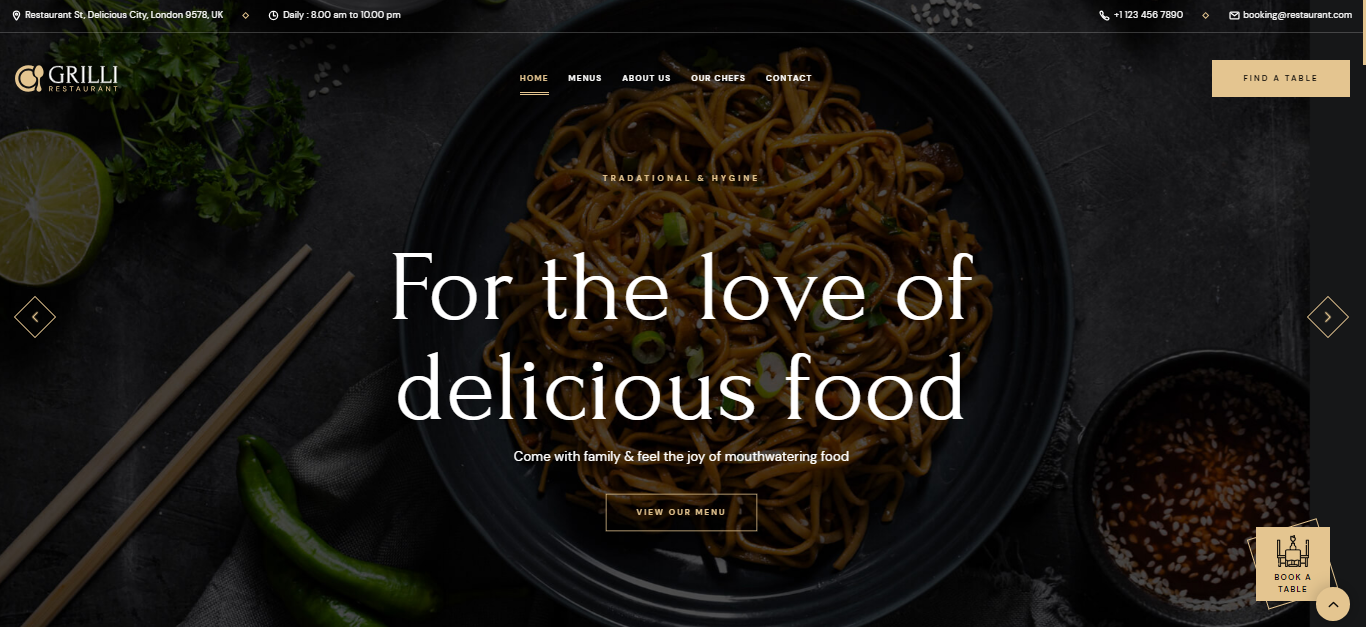 Restaurant St, Delicious City, London 9578, UK
Daily : 8.00 am to 10.00 pm
+1 123 456 7890
booking@restaurant.com
GRILLI
RESTAURANT
HOME
MENUS
ABOUT US
OUR CHEFS
CONTACT
FIND A TABLE
TRADATIONAL & HYGINE
For the love of
delicious food
Come with family & feel the joy of mouthwatering food
VIEW OUR MENU
BOOK A
TABLE